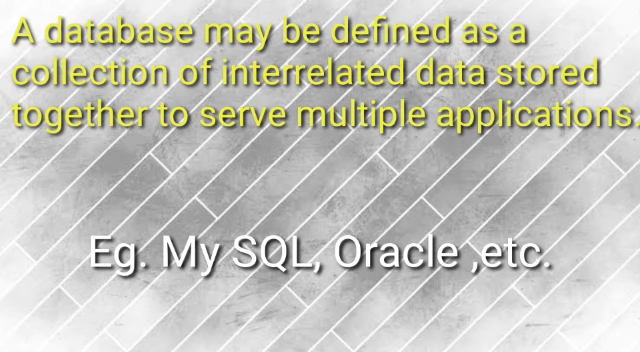 A database may be defined as a
collection of interrelated data stored
together to serve multiple applications.
Eg. My SQL, Oracle ,etc.